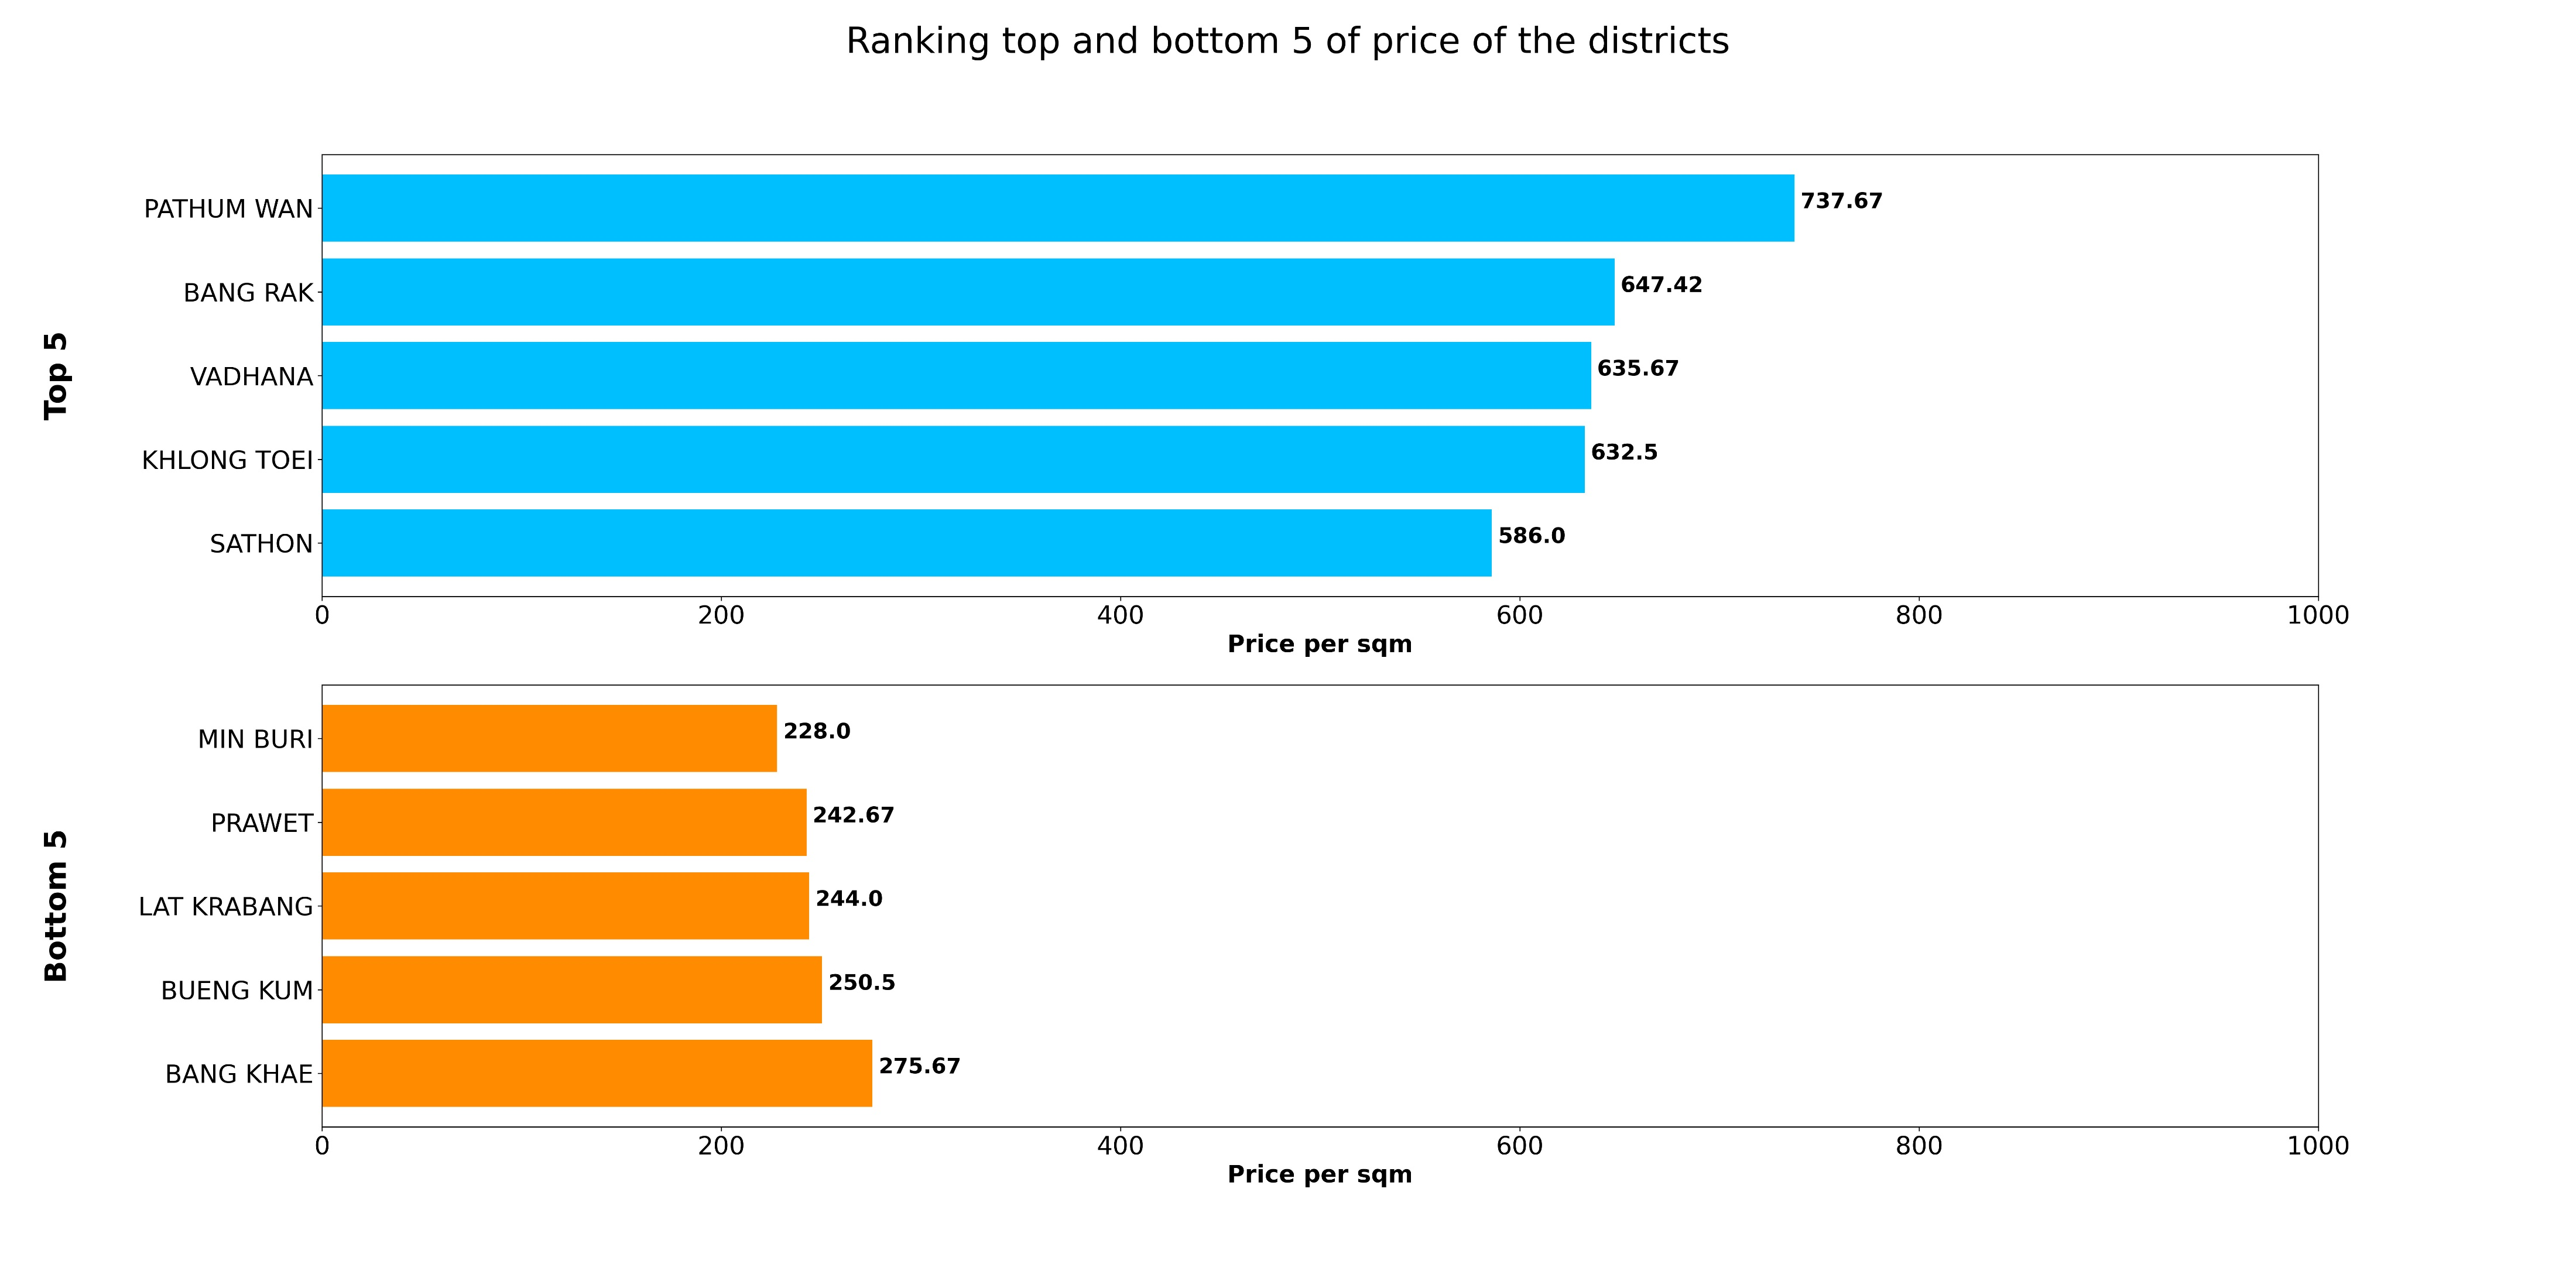 Ranking top and bottom 5 of price of the districts
Top 5
PATHUM WAN 737.67
BANG RAK 647.42
VADHANA 635.67
KHLONG TOEI 632.5
SATHON 586.0
0 200 400 600 800 1000
Price per sqm
Bottom 5
MIN BURI 228.0
PRAWET 242.67
LAT KRABANG 244.0
BUENG KUM 250.5
BANG KHAE 275.67
0 200 400 600 800 1000
Price per sqm